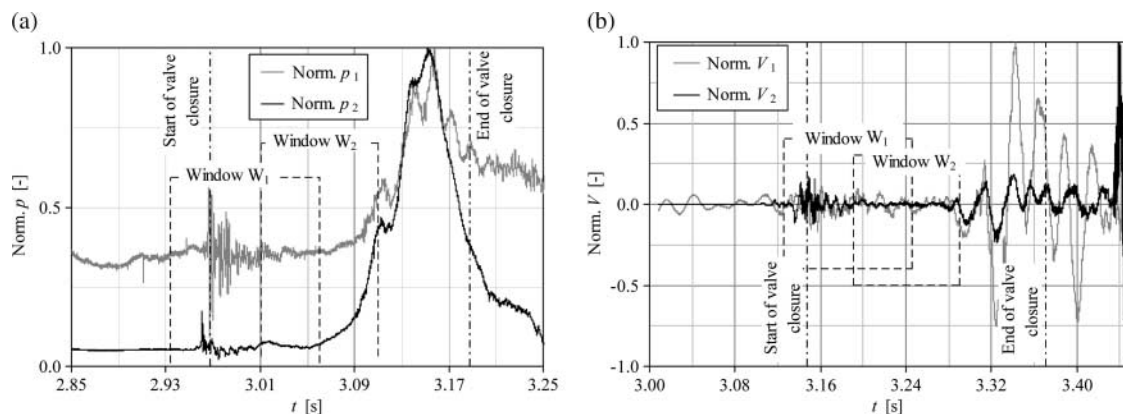 (a)
1.0
Norm. p 1
Norm. p 2
Start of valve
closure
End of valve
closure
Window W2
Window W1
0.5
0.0
Norm. p [-]
2.85
2.93
3.01
3.09
3.17
3.25
t [s]
(b)
1.0
Norm. V1
Norm. V2
0.5
Window W1
Window W2
0.0
-0.5
-1.0
Norm. V [-]
Start of valve
closure
End of valve
closure
3.00
3.08
3.16
3.24
3.32
3.40
t [s]